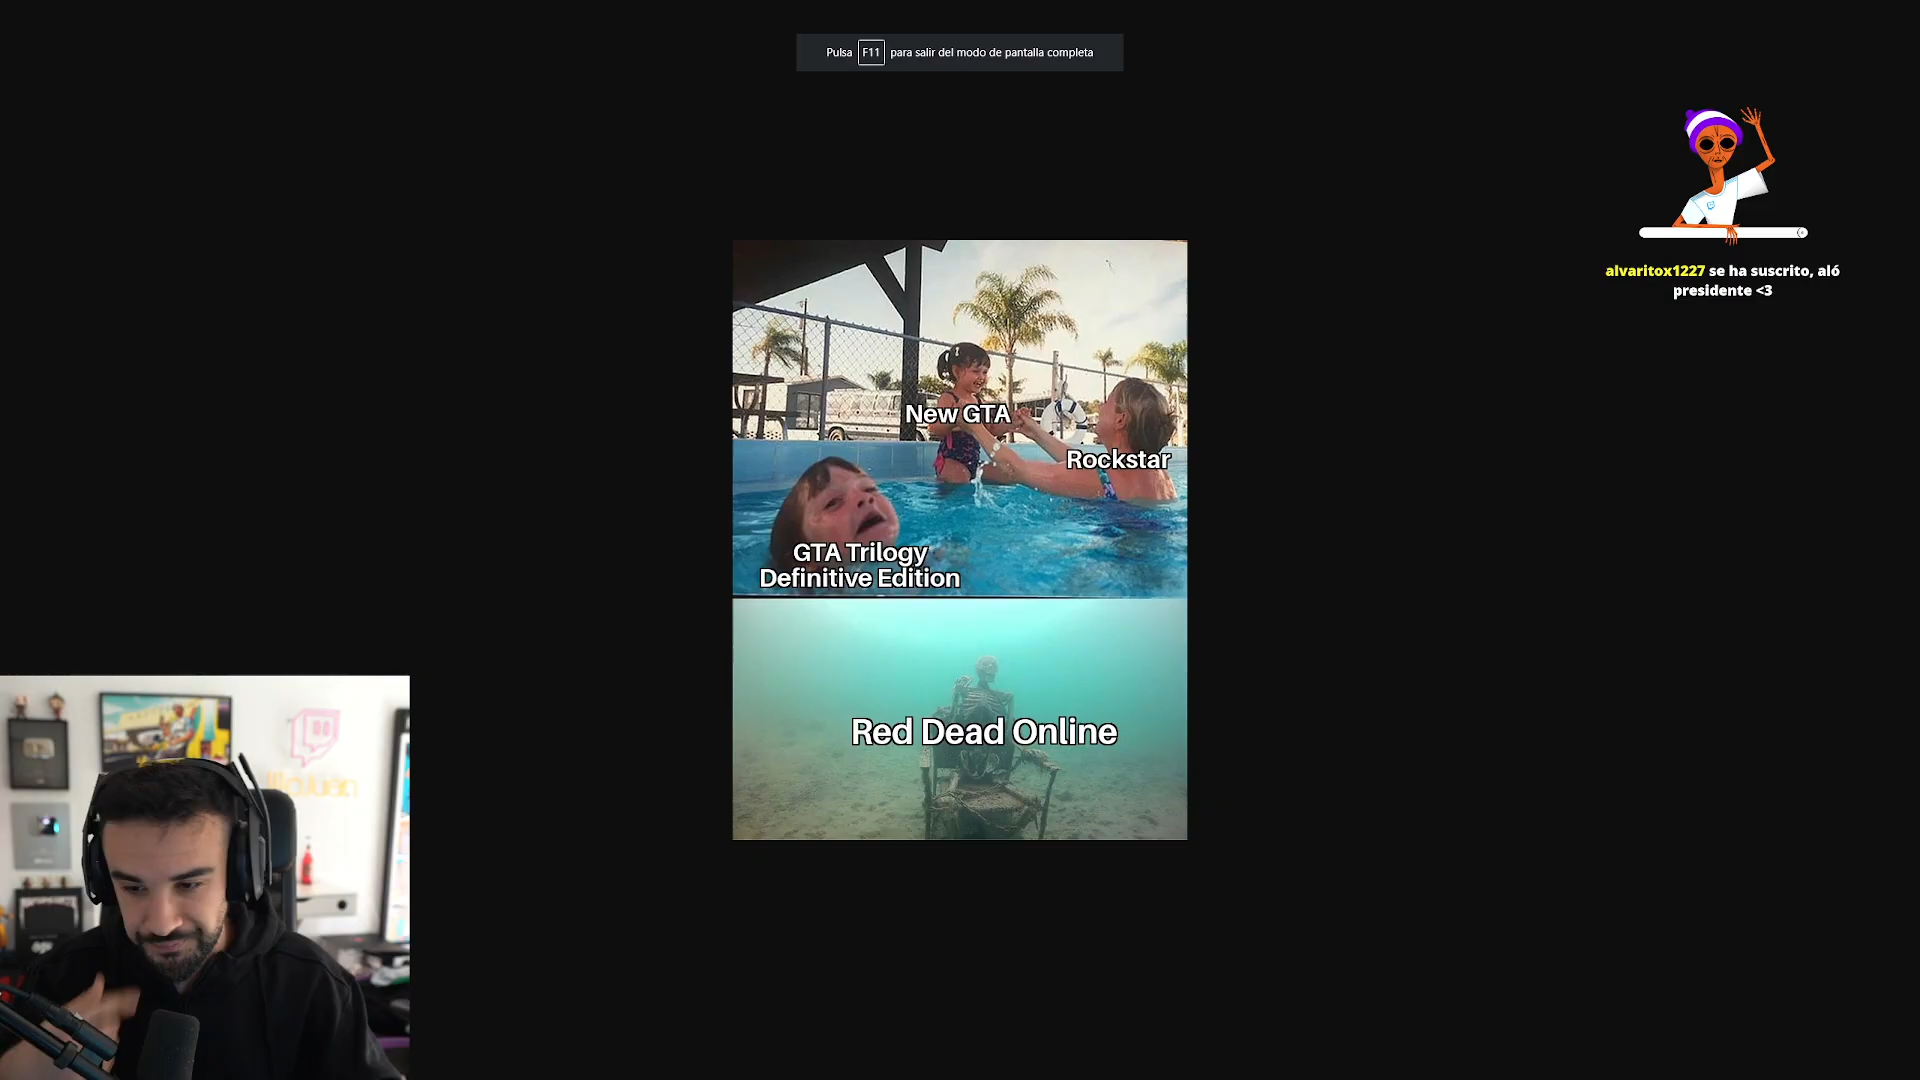 Pulsa F11 para salir del modo de pantalla completa
alvaritox1227 se ha suscrito, aló
presidente <3
New GTA
Rockstar
GTA Trilogy
Definitive Edition
Red Dead Online